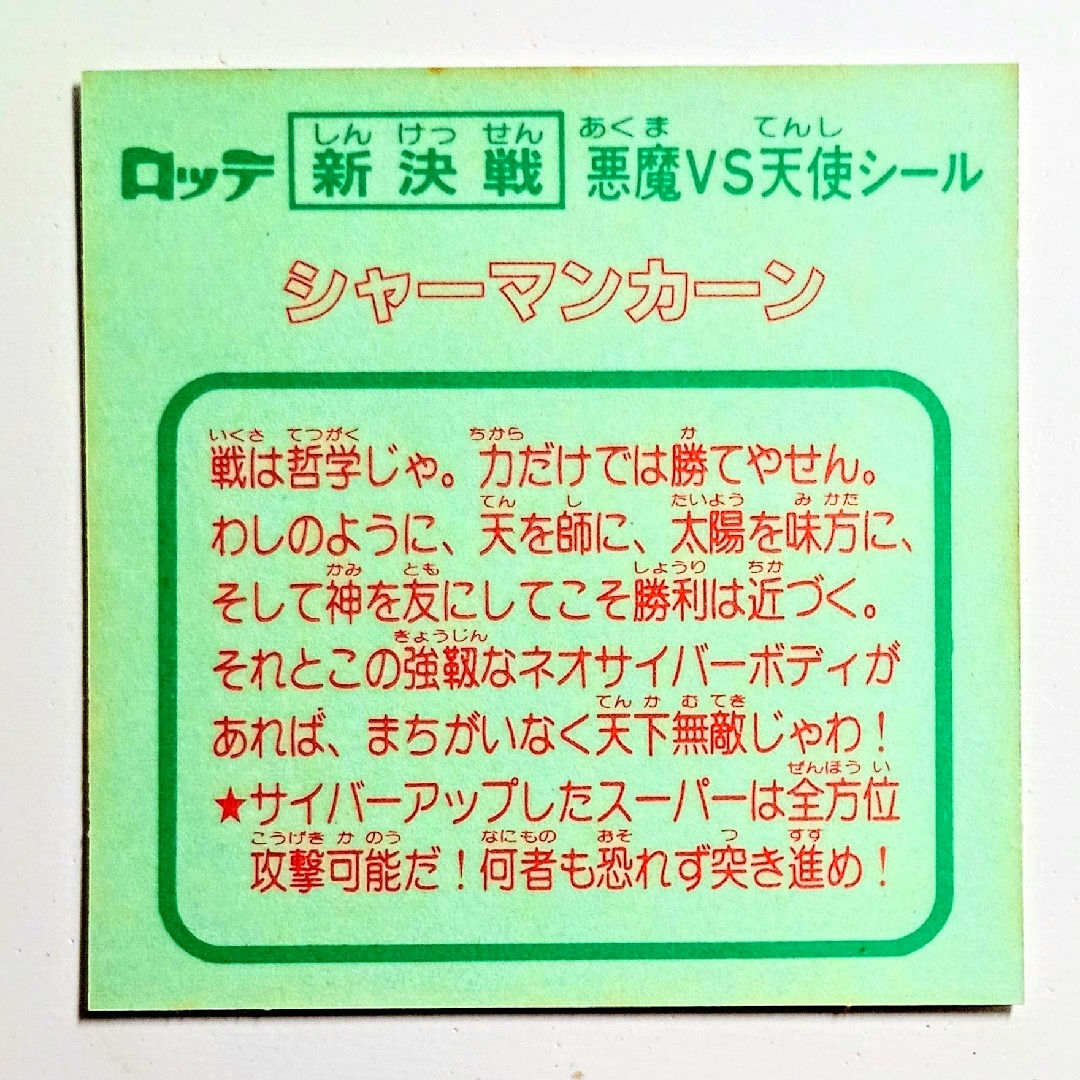 ロッテ 新決戦 悪魔VS天使シール
シャーマンカーン
戦は哲学じゃ。力だけでは勝てやせん。
わしのように、天を師に、太陽を味方に、
そして神を友にしてこそ勝利は近づく。
それとこの強靱なネオサイバーボディが
あれば、まちがいなく天下無敵じゃわ！
★サイバーアップしたスーパーは全方位
攻撃可能だ！何者も恐れず突き進め！